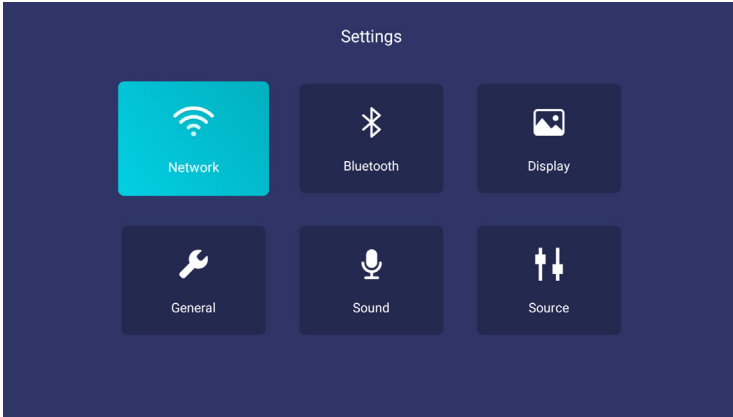 Settings
Network
Bluetooth
Display
General
Sound
Source